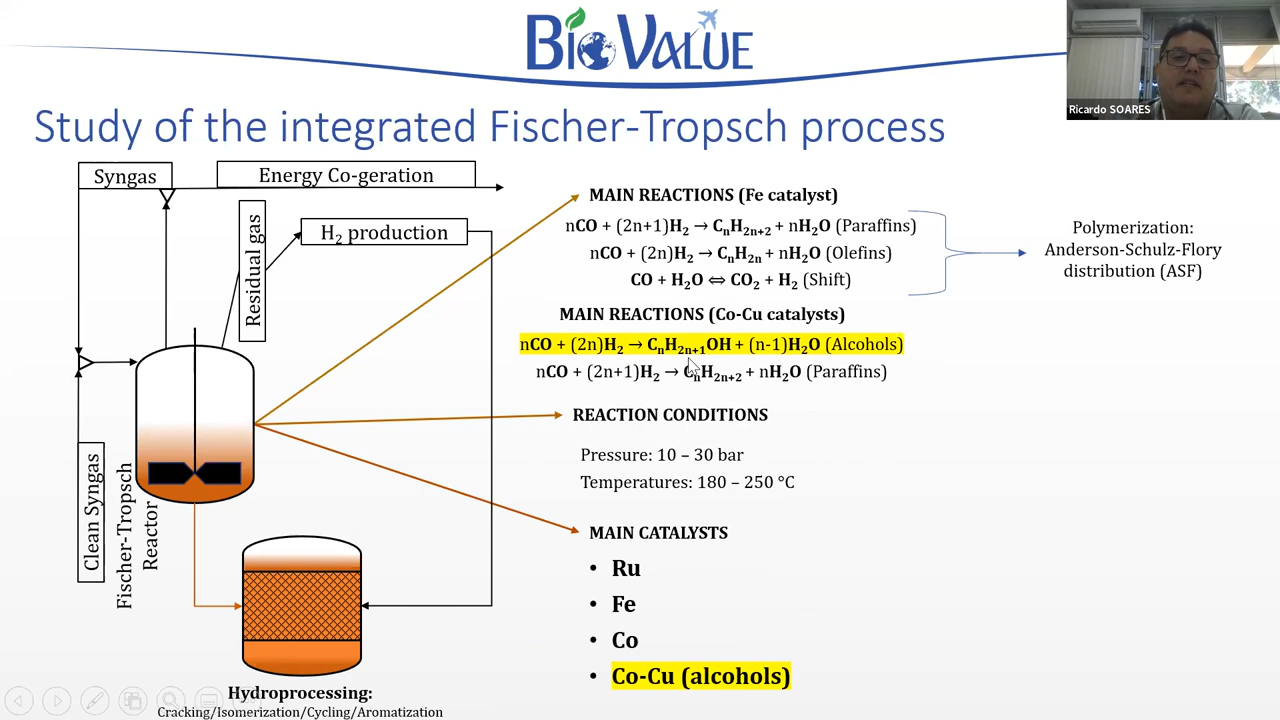 BIOVALUE
Ricardo SOARES
Study of the integrated Fischer-Tropsch process
Syngas
Energy Co-geration
Residual gas
H₂ production
Clean Syngas
Fischer-Tropsch
Reactor
Hydroprocessing:
Cracking/Isomerization/Cycling/Aromatization
MAIN REACTIONS (Fe catalyst)
nCO + (2n+1)H₂ → CₙH₂ₙ₊₂ + nH₂O (Paraffins)
nCO + (2n)H₂ → CₙH₂ₙ + nH₂O (Olefins)
CO + H₂O ⇔ CO₂ + H₂ (Shift)
Polymerization:
Anderson-Schulz-Flory
distribution (ASF)
MAIN REACTIONS (Co-Cu catalysts)
nCO + (2n)H₂ → CₙH₂ₙ₊₁OH + (n-1)H₂O (Alcohols)
nCO + (2n+1)H₂ → CₙH₂ₙ₊₂ + nH₂O (Paraffins)
REACTION CONDITIONS
Pressure: 10 – 30 bar
Temperatures: 180 – 250 °C
MAIN CATALYSTS
• Ru
• Fe
• Co
• Co-Cu (alcohols)